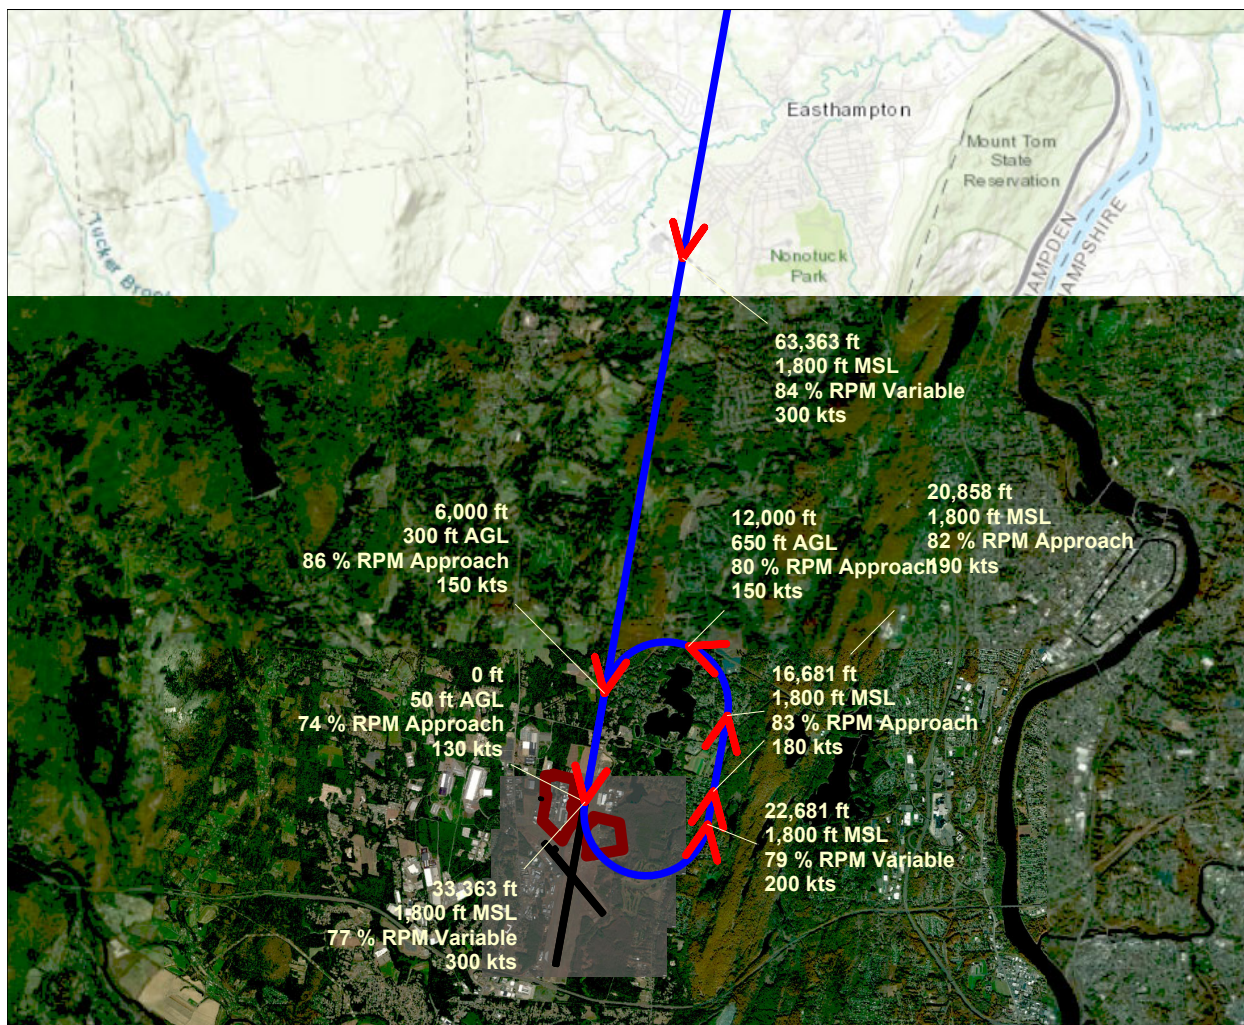 Easthampton
Mount Tom
State
Reservation
Nonotuck
Park
AMPDEN
AMPSHIRE
Tucker Brook
63,363 ft
1,800 ft MSL
84 % RPM Variable
300 kts
20,858 ft
1,800 ft MSL
82 % RPM Approach
190 kts
6,000 ft
300 ft AGL
86 % RPM Approach
150 kts
12,000 ft
650 ft AGL
80 % RPM Approach
150 kts
0 ft
50 ft AGL
74 % RPM Approach
130 kts
16,681 ft
1,800 ft MSL
83 % RPM Approach
180 kts
22,681 ft
1,800 ft MSL
79 % RPM Variable
200 kts
33,363 ft
1,800 ft MSL
77 % RPM Variable
300 kts